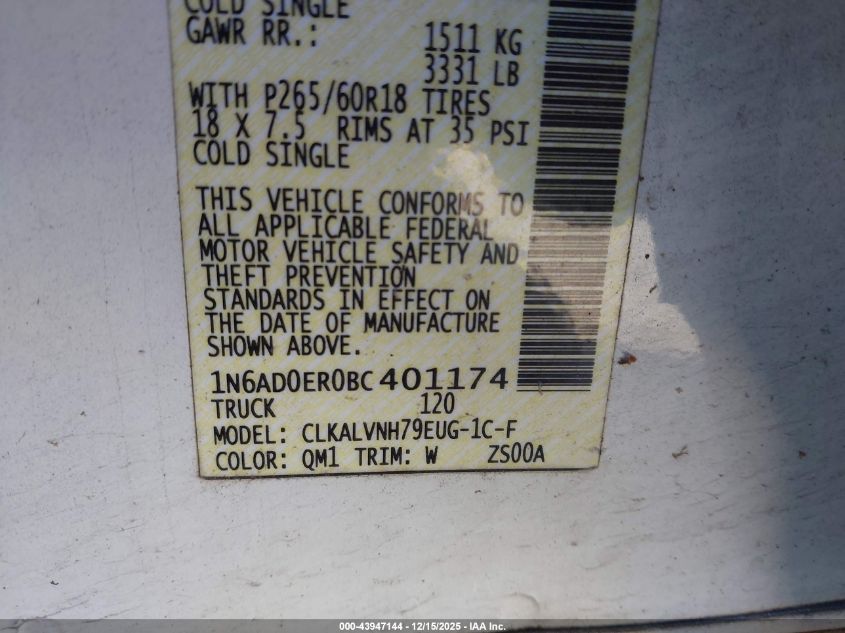 COLD SINGLE
GAWR RR.: 1511 KG
3331 LB
WITH P265/60R18 TIRES
18 X 7.5 RIMS AT 35 PSI
COLD SINGLE
THIS VEHICLE CONFORMS TO
ALL APPLICABLE FEDERAL
MOTOR VEHICLE SAFETY AND
THEFT PREVENTION
STANDARDS IN EFFECT ON
THE DATE OF MANUFACTURE
SHOWN ABOVE.
1N6AD0ER0BC401174
TRUCK 120
MODEL: CLKALVNH79EUG-1C-F
COLOR: QM1 TRIM: W ZS00A
000-43947144 - 12/15/2025 - IAA Inc.